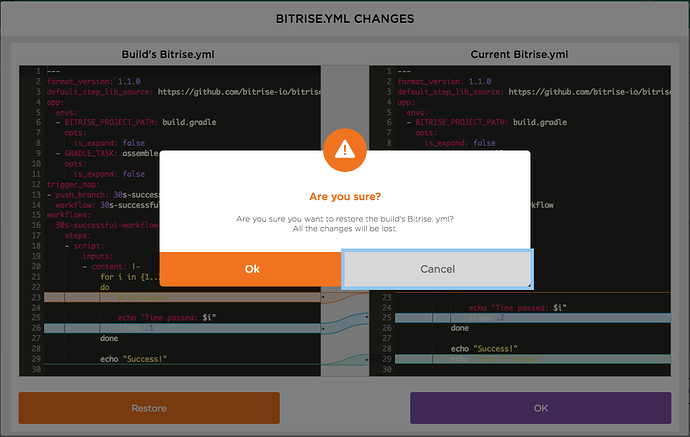 BITRISE.YML CHANGES
Build's Bitrise.yml
Current Bitrise.yml
1 ---
2 format_version: 1.1.0
3 default_step_lib_source: https://github.com/bitrise-io/bitrise
4 app:
5 envs:
6 - BITRISE_PROJECT_PATH: build.gradle
7 opts:
8 is_expand: false
9 - GRADLE_TASK: assemble
10 opts:
11 is_expand: false
12 trigger_map:
13 - push_branch: 30s-success
14 workflow: 30s-successful
15 workflows:
16 30s-successful-workflow
17 steps:
18 - script:
19 inputs:
20 - content: |-
21 for i in {1..
22 do
23
24
25 echo "Time passed: $i"
26 sleep .1
27 done
28
29 echo "Success!"
30
1 ---
2 format_version: 1.1.0
3 default_step_lib_source: https://github.com/bitrise
4 app:
5 envs:
6 - BITRISE_PROJECT_PATH: build.gradle
7 opts:
8 is_expand: false
kflow
23
24 echo "Time passed: $i"
25 sleep .2
26 done
27
28 echo "Success!"
29 echo
30
Are you sure?
Are you sure you want to restore the build's Bitrise. yml?
All the changes will be lost.
Ok
Cancel
Restore
OK